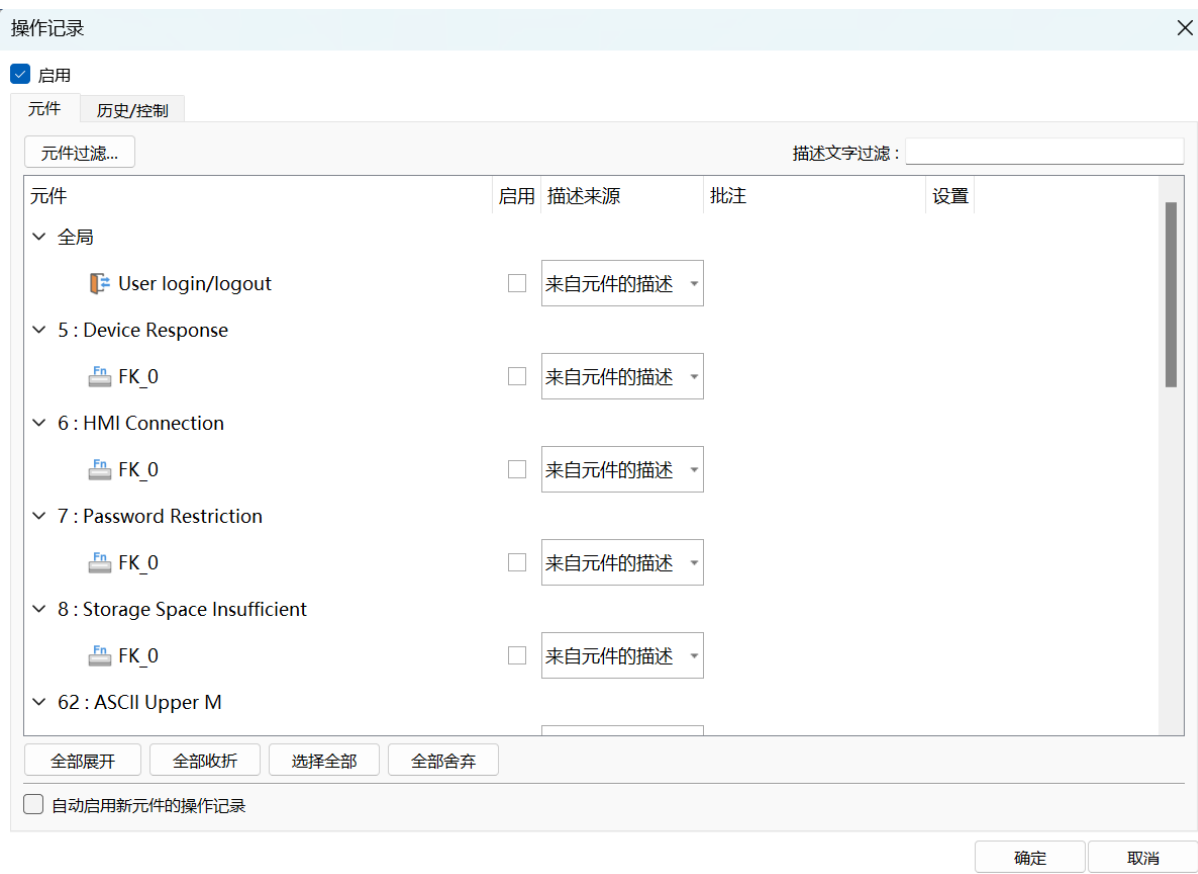 操作记录
启用
元件 历史/控制
元件过滤... 描述文字过滤：
元件 启用 描述来源 批注 设置
全局
User login/logout 来自元件的描述
5 : Device Response
Fn FK_0 来自元件的描述
6 : HMI Connection
Fn FK_0 来自元件的描述
7 : Password Restriction
Fn FK_0 来自元件的描述
8 : Storage Space Insufficient
Fn FK_0 来自元件的描述
62 : ASCII Upper M
全部展开 全部收折 选择全部 全部舍弃
自动启用新元件的操作记录
确定 取消